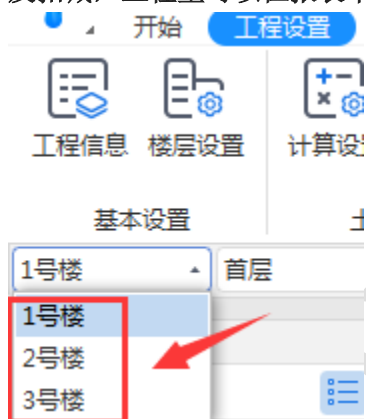 开始 工程设置
工程信息 楼层设置 计算设
基本设置
1号楼 首层
1号楼
2号楼
3号楼